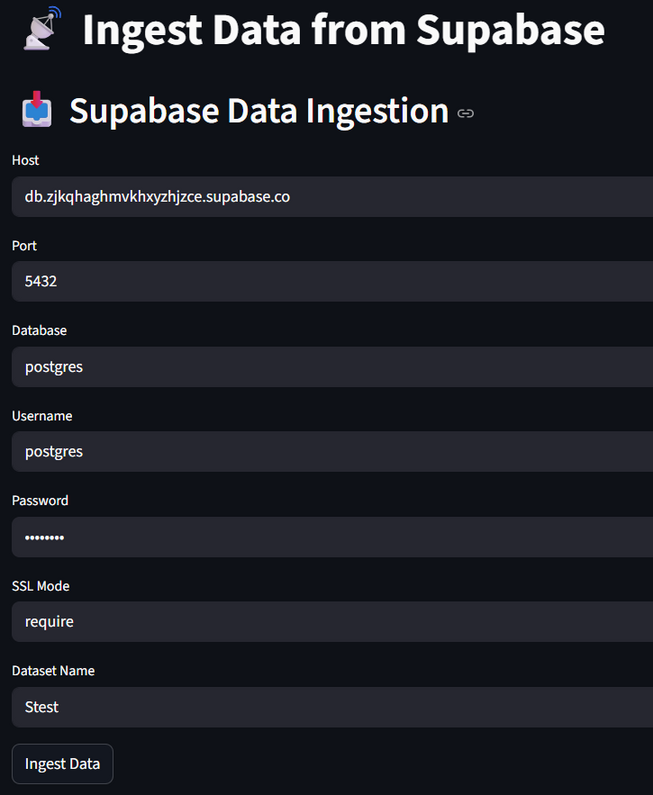 Ingest Data from Supabase
Supabase Data Ingestion
Host
db.zjkqhaghmvkhxyzhjzce.supabase.co
Port
5432
Database
postgres
Username
postgres
Password
••••••••
SSL Mode
require
Dataset Name
Stest
Ingest Data